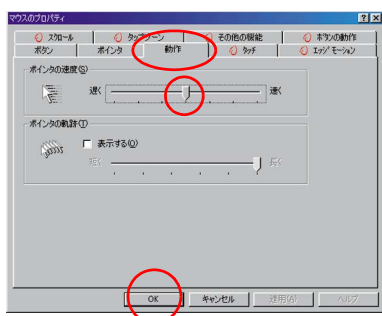 マウスのプロパティ
スクロール タップゾーン その他の機能 ボタンの動作
ボタン ポインタ 動作 タッチ エッジモーション
ポインタの速度(S)
遅く 速く
ポインタの軌跡(T)
表示する(O)
短く 長く
OK キャンセル 適用(A) ヘルプ